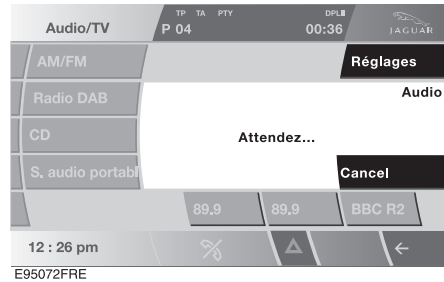 Audio/TV
TP TA PTY
P 04
DPL
00:36
JAGUAR
AM/FM
Réglages
Radio DAB
Audio
CD
Attendez...
S. audio portabl
Cancel
89.9
89.9
BBC R2
12 : 26 pm
E95072FRE